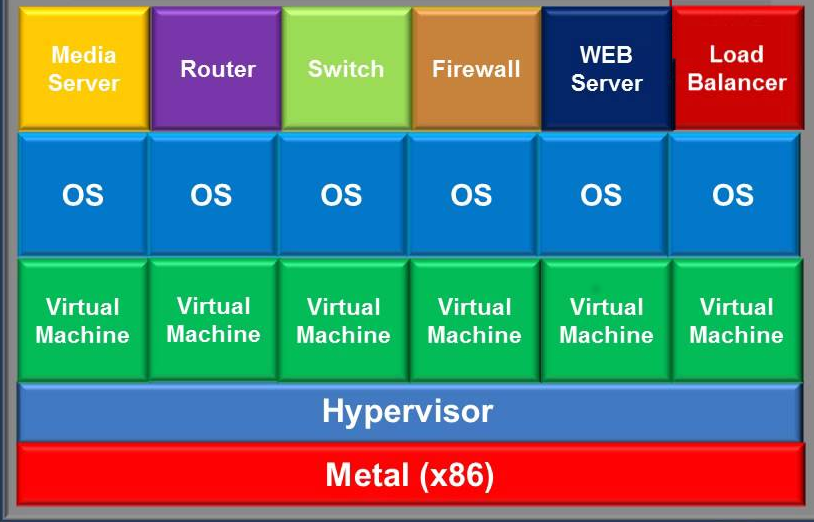 Media
Server
Router
Switch
Firewall
WEB
Server
Load
Balancer
OS
OS
OS
OS
OS
OS
Virtual
Machine
Virtual
Machine
Virtual
Machine
Virtual
Machine
Virtual
Machine
Virtual
Machine
Hypervisor
Metal (x86)